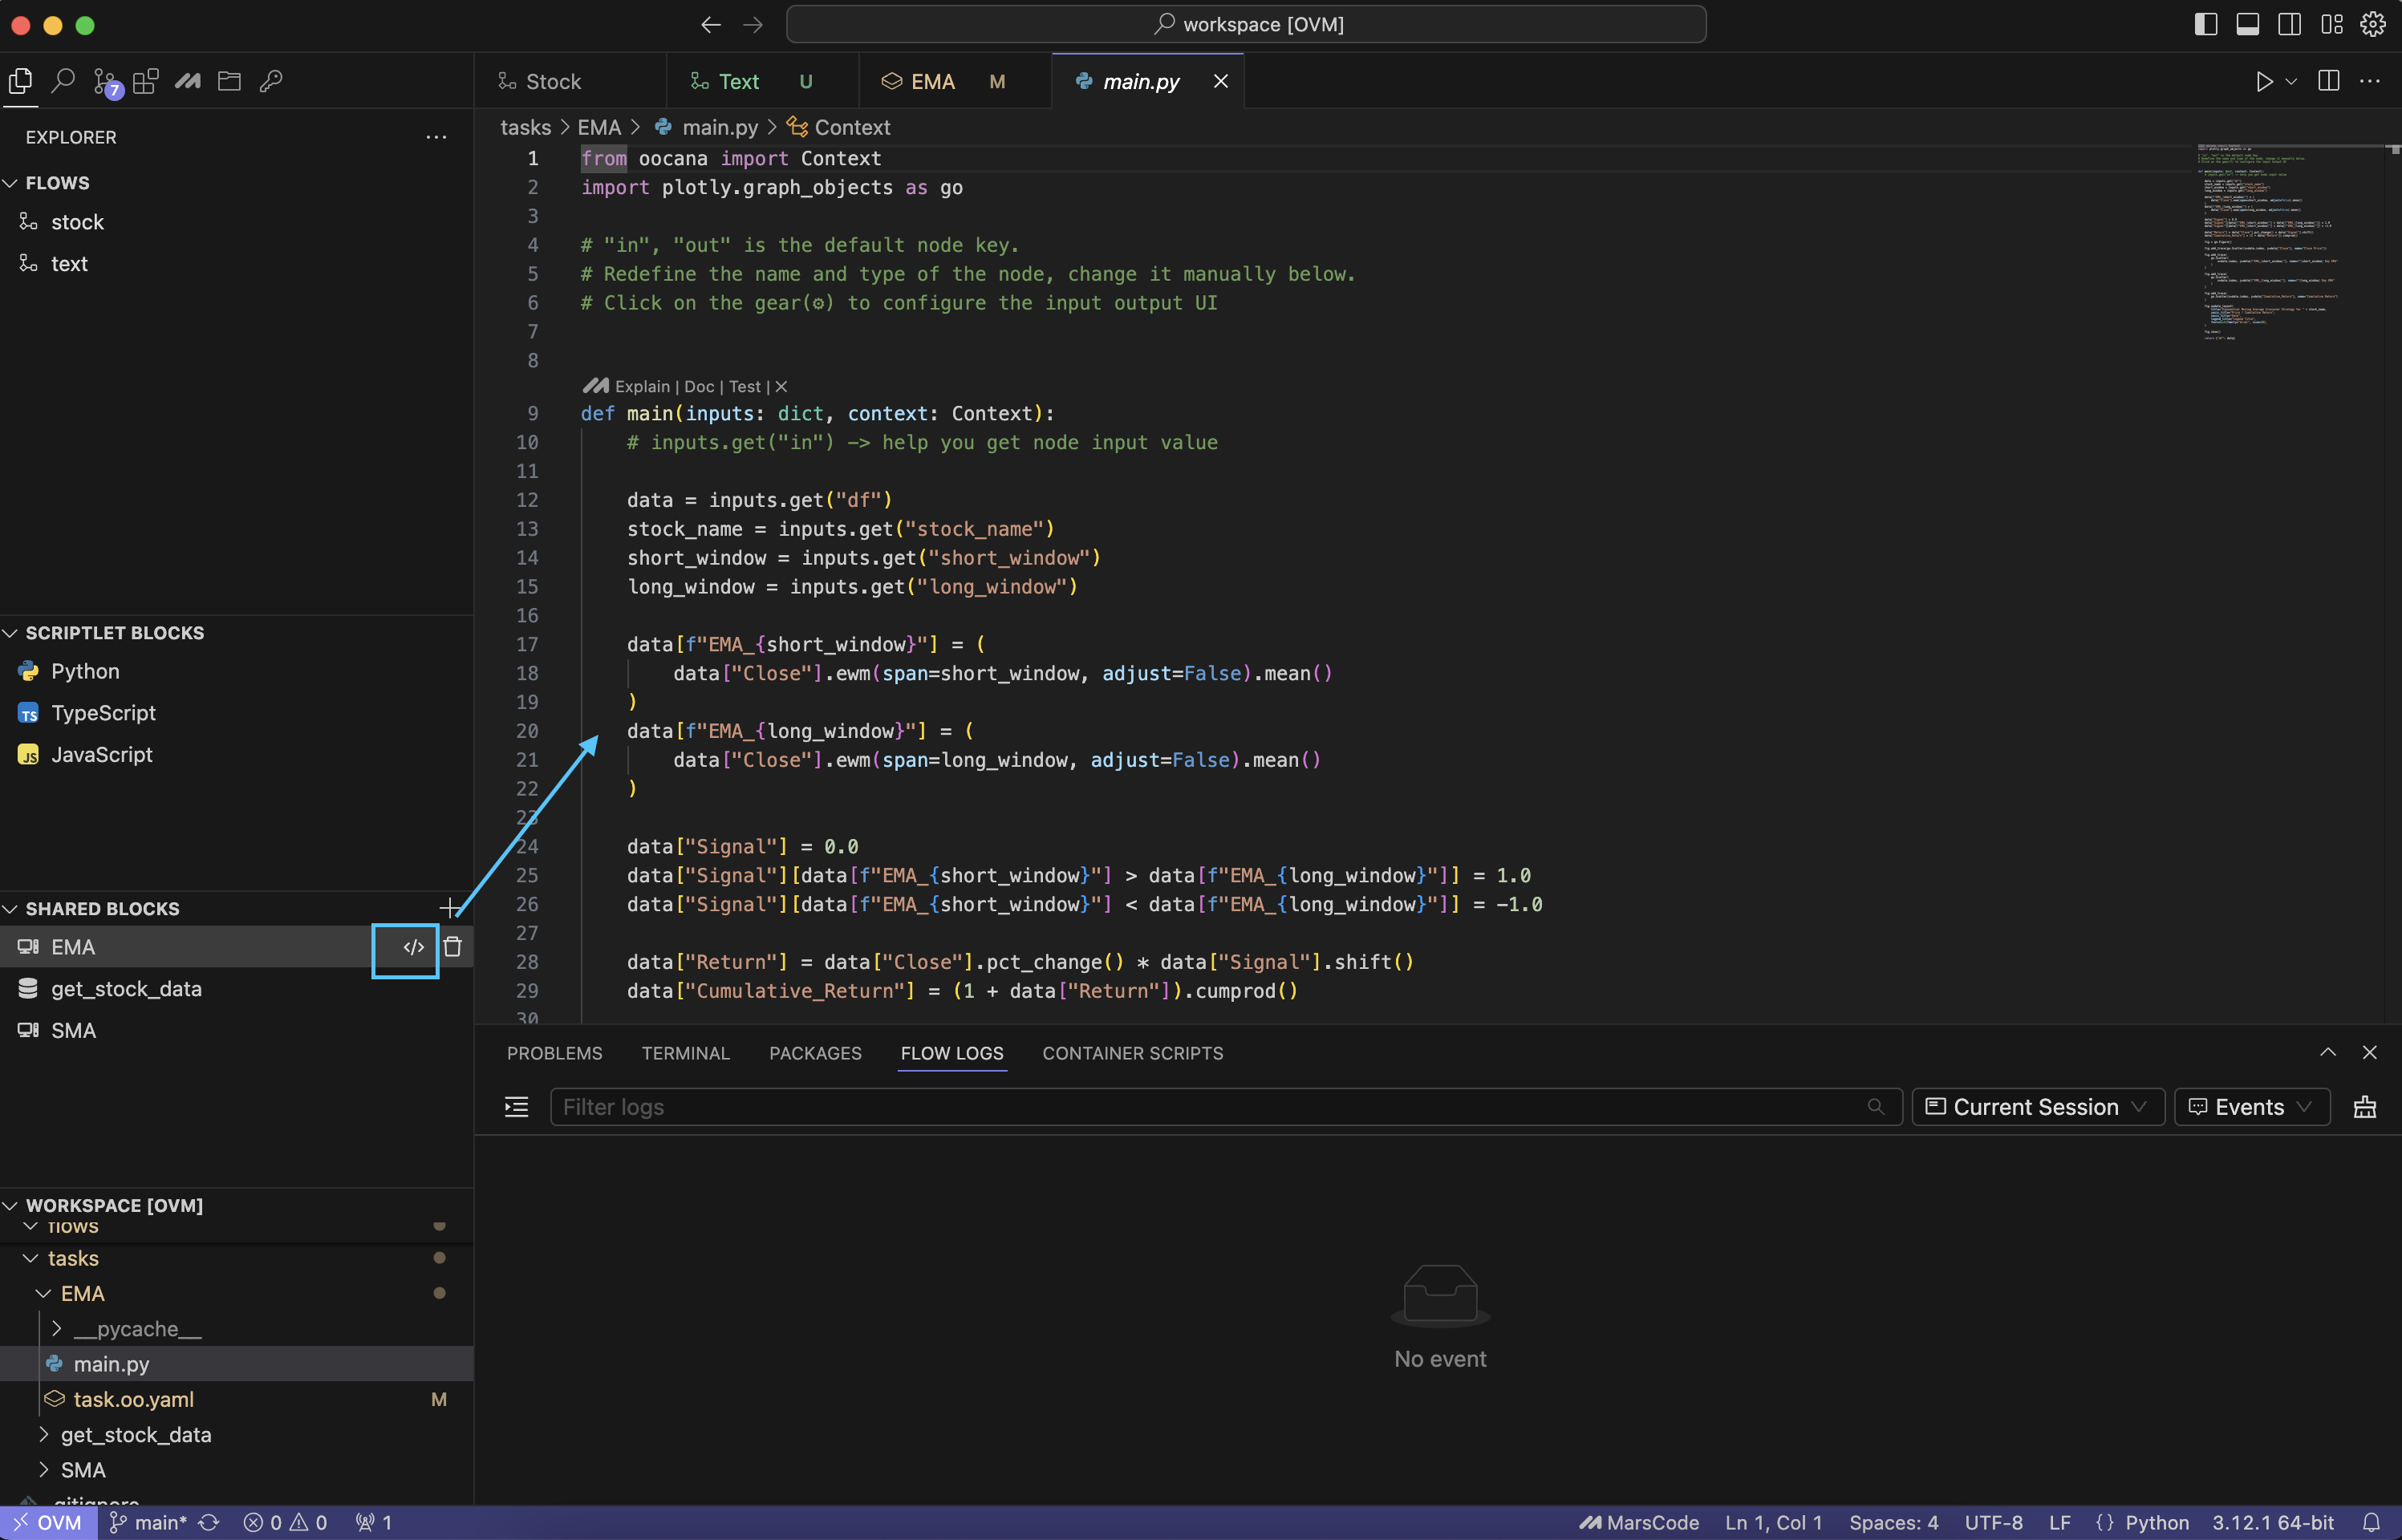 workspace [OVM]
7
Stock
Text U
EMA M
main.py
EXPLORER
FLOWS
stock
text
SCRIPTLET BLOCKS
Python
TS TypeScript
JS JavaScript
SHARED BLOCKS
EMA </>
get_stock_data
SMA
WORKSPACE [OVM]
flows
tasks
EMA
__pycache__
main.py
task.oo.yaml M
get_stock_data
SMA
.gitignore
tasks > EMA > main.py > Context
1 from oocana import Context
2 import plotly.graph_objects as go
3
4 # "in", "out" is the default node key.
5 # Redefine the name and type of the node, change it manually below.
6 # Click on the gear(⚙) to configure the input output UI
7
8
Explain | Doc | Test | X
9 def main(inputs: dict, context: Context):
10 # inputs.get("in") -> help you get node input value
11
12 data = inputs.get("df")
13 stock_name = inputs.get("stock_name")
14 short_window = inputs.get("short_window")
15 long_window = inputs.get("long_window")
16
17 data[f"EMA_{short_window}"] = (
18 data["Close"].ewm(span=short_window, adjust=False).mean()
19 )
20 data[f"EMA_{long_window}"] = (
21 data["Close"].ewm(span=long_window, adjust=False).mean()
22 )
23
24 data["Signal"] = 0.0
25 data["Signal"][data[f"EMA_{short_window}"] > data[f"EMA_{long_window}"]] = 1.0
26 data["Signal"][data[f"EMA_{short_window}"] < data[f"EMA_{long_window}"]] = -1.0
27
28 data["Return"] = data["Close"].pct_change() * data["Signal"].shift()
29 data["Cumulative_Return"] = (1 + data["Return"]).cumprod()
30
PROBLEMS TERMINAL PACKAGES FLOW LOGS CONTAINER SCRIPTS
Filter logs
Current Session
Events
No event
OVM main* 0 0 1
MarsCode Ln 1, Col 1 Spaces: 4 UTF-8 LF {} Python 3.12.1 64-bit